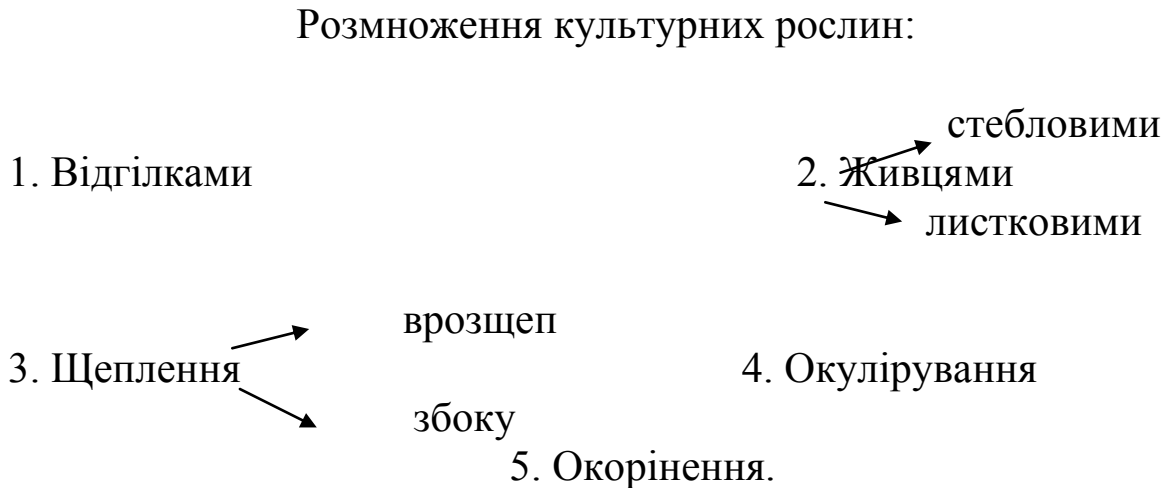 Розмноження культурних рослин:
стебловими
1. Відгілками 2. Живцями
листковими
врозщеп
3. Щеплення 4. Окулірування
збоку
5. Окорінення.